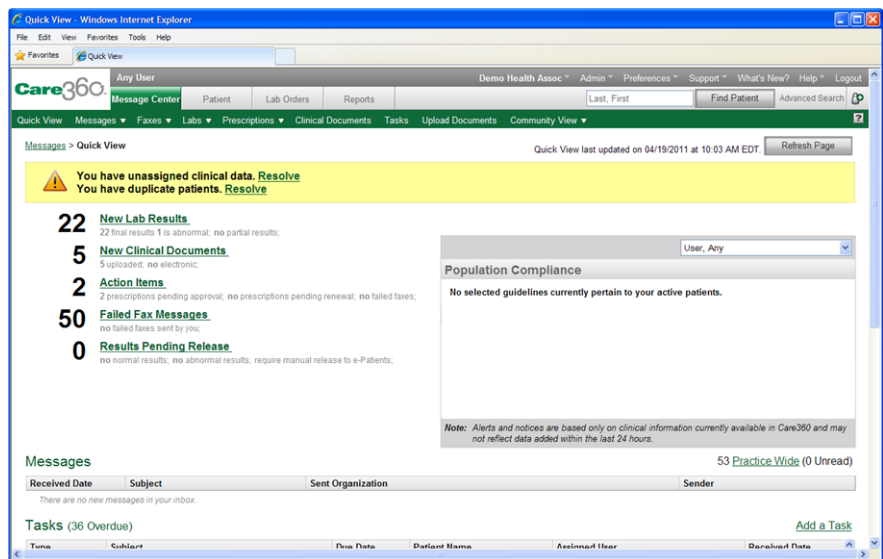 Quick View - Windows Internet Explorer
File Edit View Favorites Tools Help
Favorites Quick View
Any User Demo Health Assoc Admin Preferences Support What's New? Help Logout
Care360
Message Center Patient Lab Orders Reports Last, First Find Patient Advanced Search
Quick View Messages Faxes Labs Prescriptions Clinical Documents Tasks Upload Documents Community View ?
Messages > Quick View Quick View last updated on 04/19/2011 at 10:03 AM EDT. Refresh Page
You have unassigned clinical data. Resolve
You have duplicate patients. Resolve
22 New Lab Results
22 final results 1 is abnormal; no partial results;
5 New Clinical Documents
5 uploaded; no electronic;
2 Action Items
2 prescriptions pending approval; no prescriptions pending renewal; no failed faxes;
50 Failed Fax Messages
no failed faxes sent by you;
0 Results Pending Release
no normal results; no abnormal results; require manual release to e-Patients;
User, Any
Population Compliance
No selected guidelines currently pertain to your active patients.
Note: Alerts and notices are based only on clinical information currently available in Care360 and may
not reflect data added within the last 24 hours.
Messages 53 Practice Wide (0 Unread)
Received Date Subject Sent Organization Sender
There are no new messages in your inbox.
Tasks (36 Overdue) Add a Task
Type Subject Due Date Patient Name Assigned User Received Date